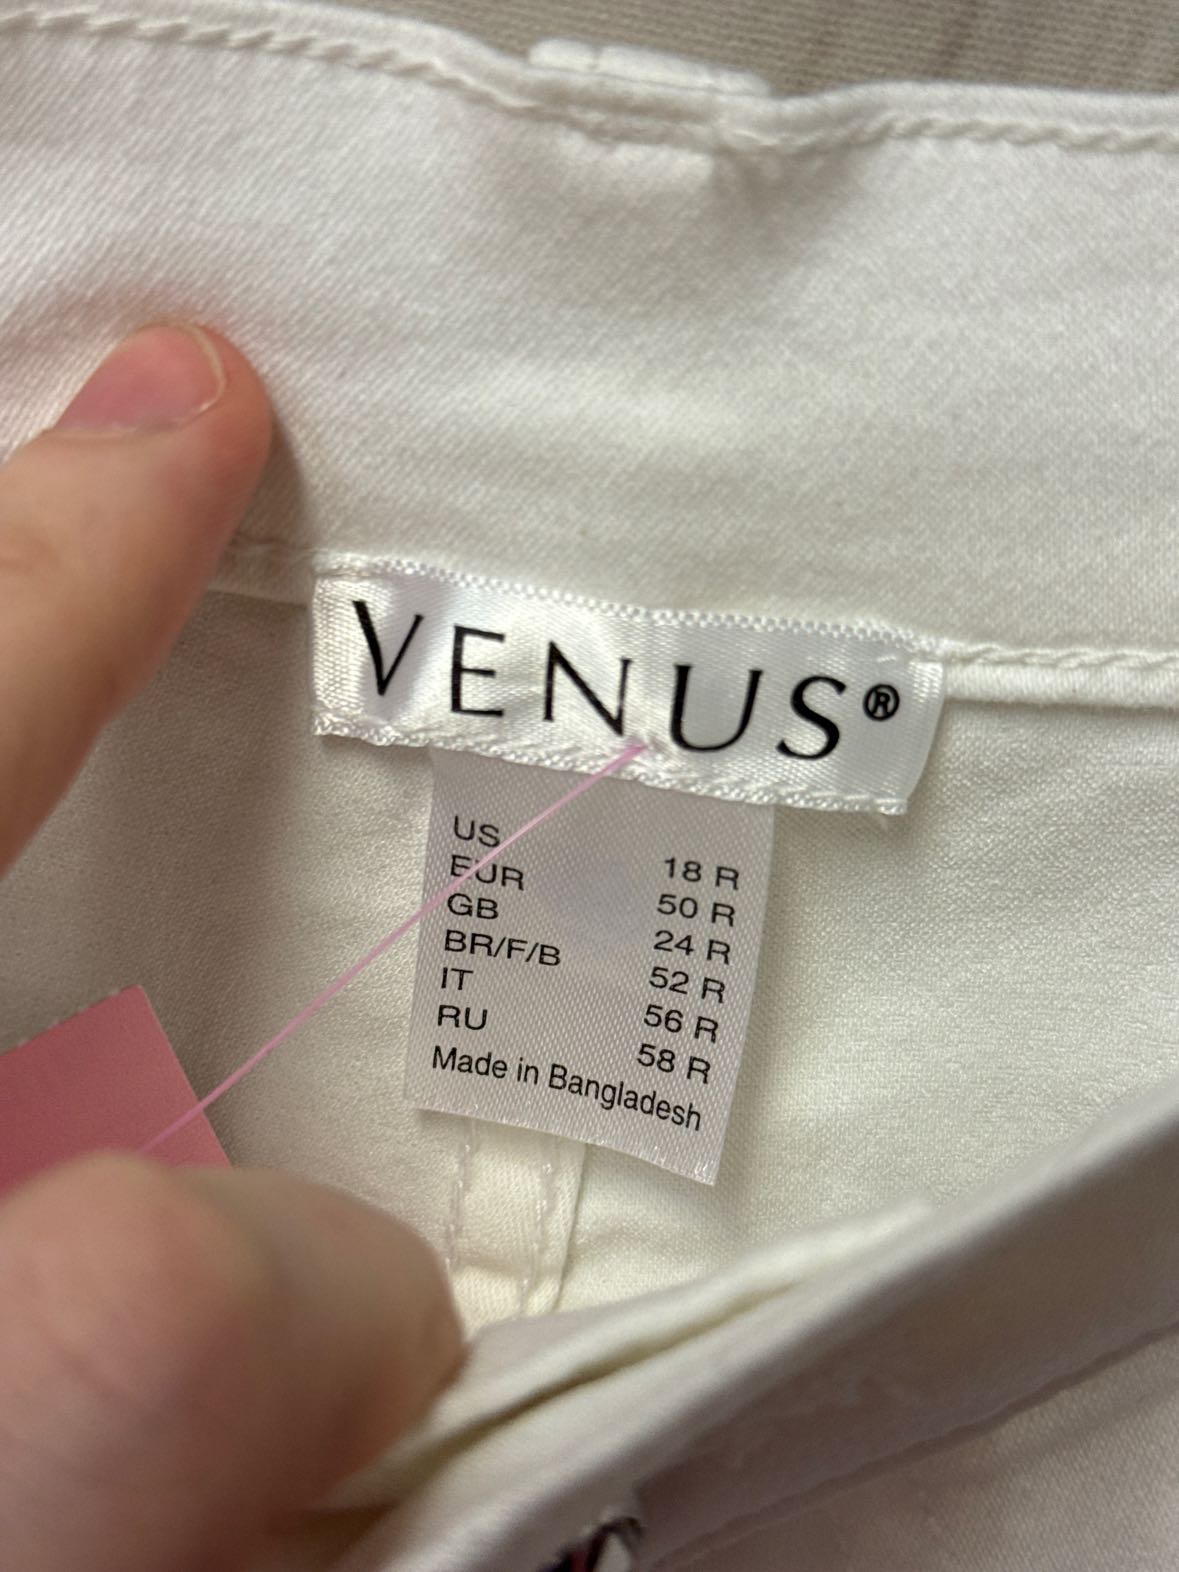 VENUS®
US 18 R
EUR 50 R
GB 24 R
BR/F/B 52 R
IT 56 R
RU 58 R
Made in Bangladesh